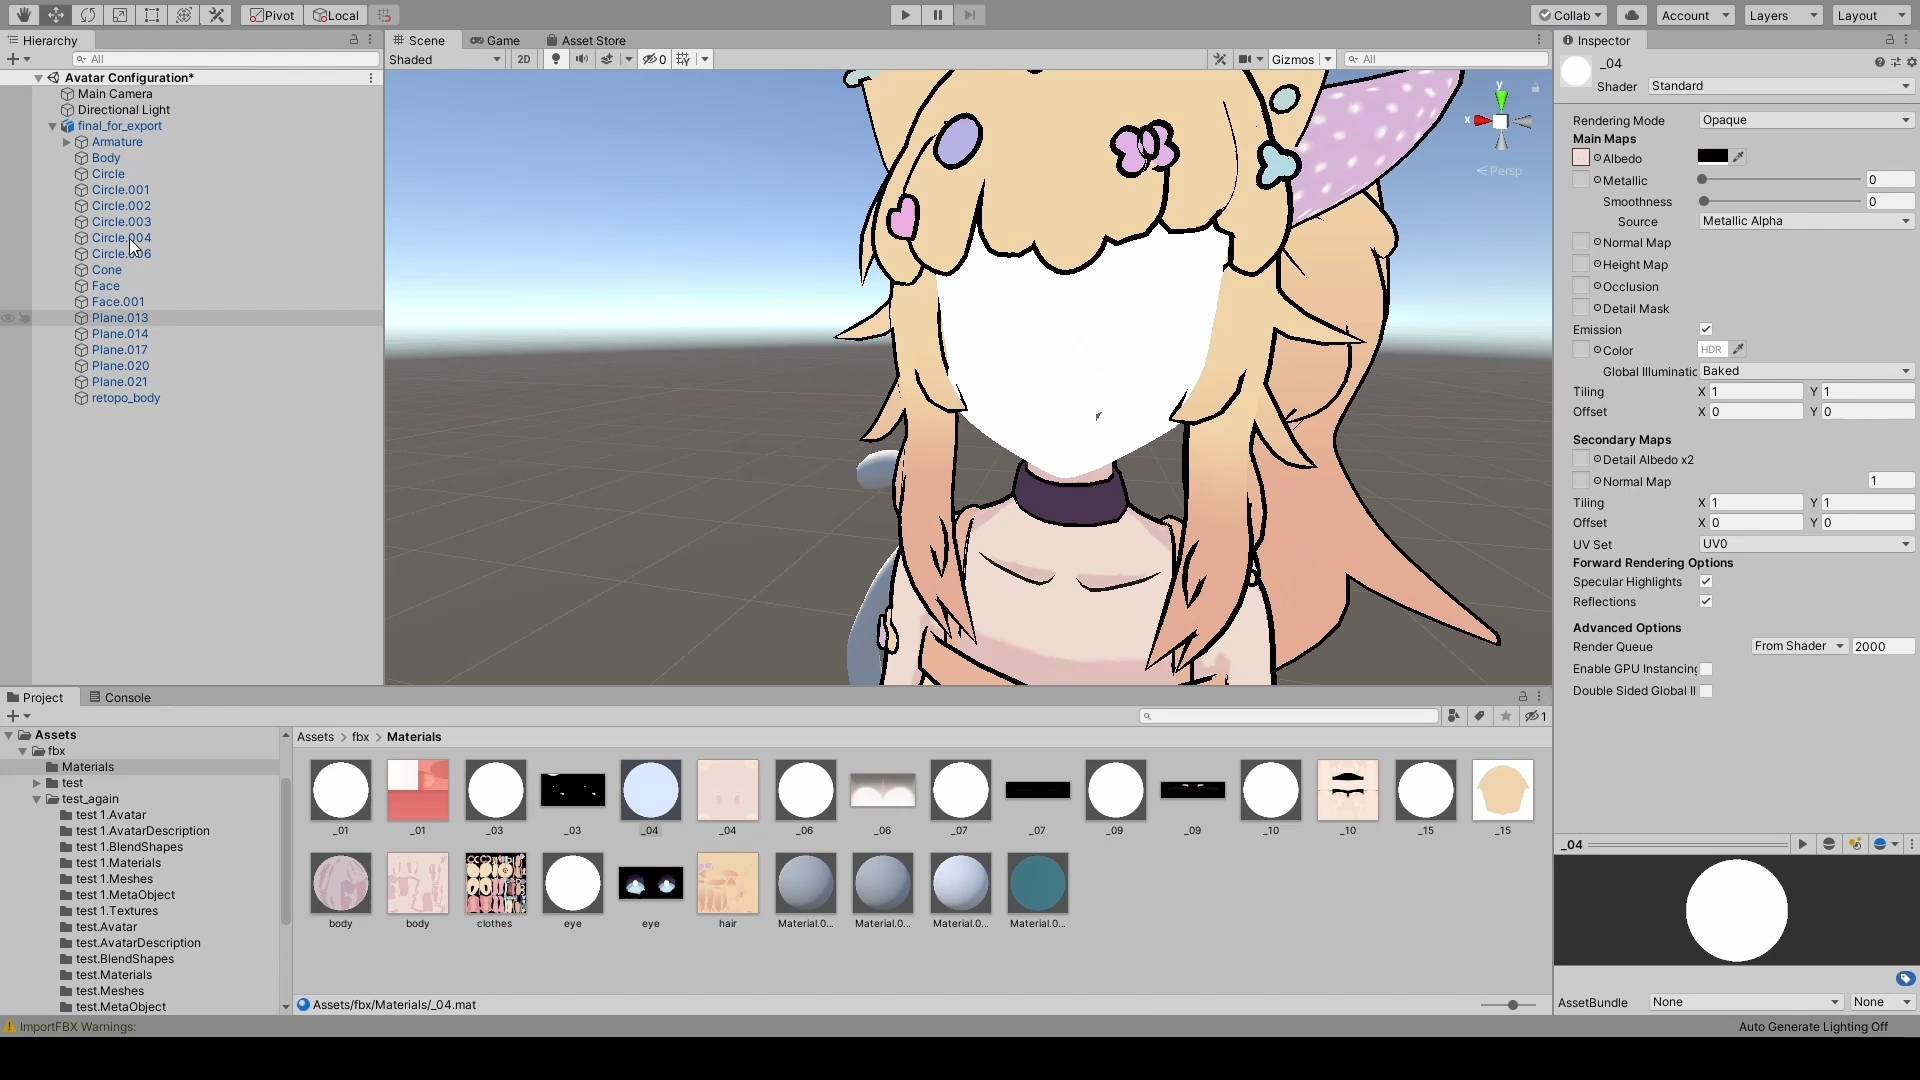 Pivot Local Collab Account Layers Layout
Hierarchy Scene Game Asset Store Inspector
All Shaded 2D 0 Gizmos All
_04
Shader Standard
Avatar Configuration*
Main Camera
Directional Light
final_for_export
Armature
Body
Circle
Circle.001
Circle.002
Circle.003
Circle.004
Cone
Face
Face.001
Plane.013
Plane.014
Plane.017
Plane.020
Plane.021
retopo_body
y
x
Persp
Rendering Mode Opaque
Main Maps
Albedo
Metallic 0
Smoothness 0
Source Metallic Alpha
Normal Map
Height Map
Occlusion
Detail Mask
Emission
Color HDR
Global Illuminatic Baked
Tiling X 1 Y 1
Offset X 0 Y 0
Secondary Maps
Detail Albedo x2
Normal Map 1
Tiling X 1 Y 1
Offset X 0 Y 0
UV Set UV0
Forward Rendering Options
Specular Highlights
Reflections
Advanced Options
Render Queue From Shader 2000
Enable GPU Instancing
Double Sided Global Il
Project Console
1
Assets
fbx
Materials
test
test_again
test 1.Avatar
test 1.AvatarDescription
test 1.BlendShapes
test 1.Materials
test 1.Meshes
test 1.MetaObject
test 1.Textures
test.Avatar
test.AvatarDescription
test.BlendShapes
test.Materials
test.Meshes
test.MetaObject
Assets > fbx > Materials
_01 _01 _03 _03 _04 _04 _06 _06 _07 _07 _09 _09 _10 _10 _15 _15
body body clothes eye eye hair Material.0... Material.0... Material.0... Material.0...
Assets/fbx/Materials/_04.mat
_04
AssetBundle None None
ImportFBX Warnings:
Auto Generate Lighting Off